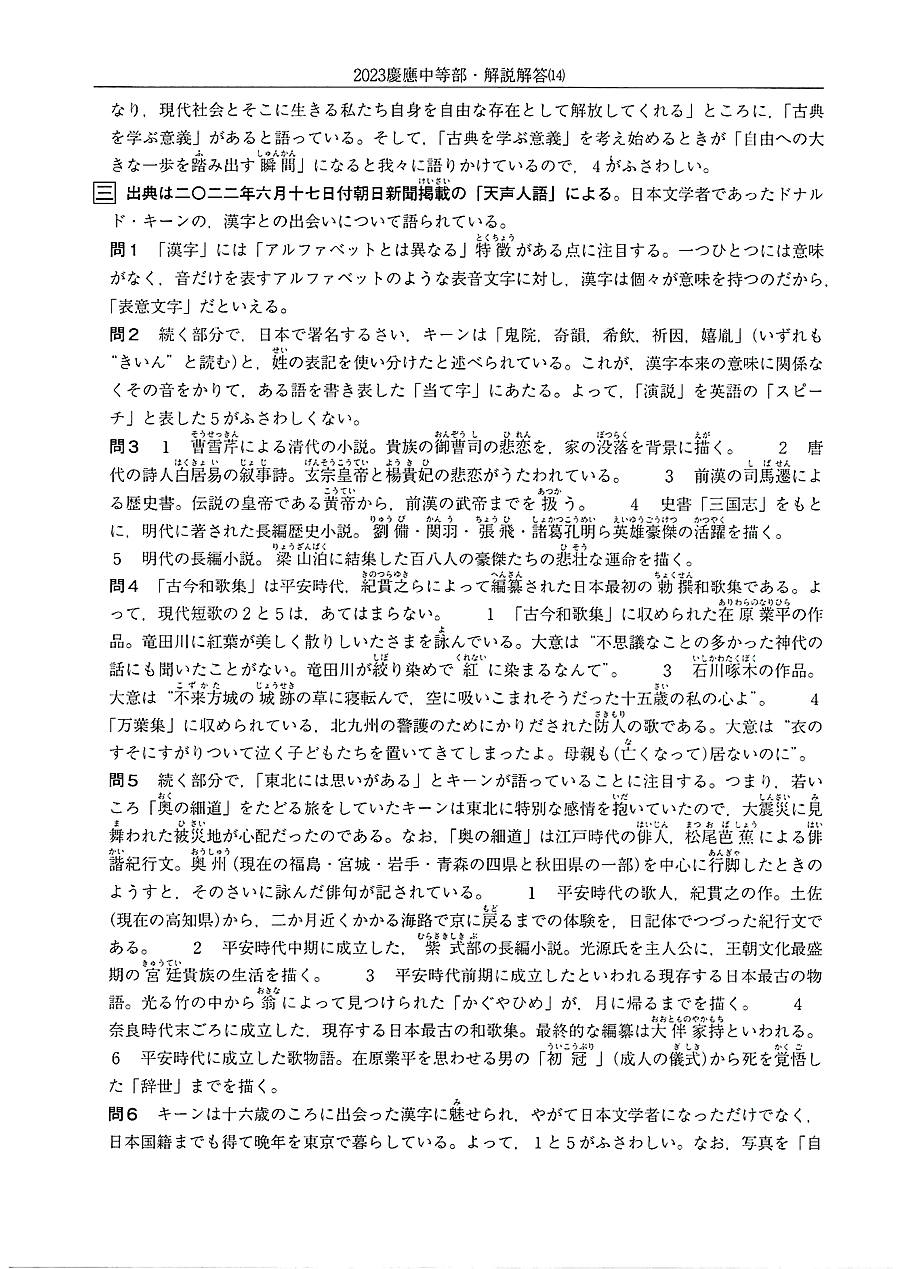 2023慶應中等部・解説解答(14)
なり，現代社会とそこに生きる私たち自身を自由な存在として解放してくれる」ところに，「古典
を学ぶ意義」があると語っている。そして，「古典を学ぶ意義」を考え始めるときが「自由への大
きな一歩を踏み出す瞬間」になると我々に語りかけているので，4がふさわしい。
三 出典は二〇二二年六月十七日付朝日新聞掲載の「天声人語」による。日本文学者であったドナル
ド・キーンの，漢字との出会いについて語られている。
問1 「漢字」には「アルファベットとは異なる」特徴がある点に注目する。一つひとつには意味
がなく，音だけを表すアルファベットのような表音文字に対し，漢字は個々が意味を持つのだから，
「表意文字」だといえる。
問2 続く部分で，日本で署名するさい，キーンは「鬼院，奇韻，希飲，祈因，嬉胤」(いずれも
“きいん”と読む)と，姓の表記を使い分けたと述べられている。これが，漢字本来の意味に関係な
くその音をかりて，ある語を書き表した「当て字」にあたる。よって，「演説」を英語の「スピー
チ」と表した5がふさわしくない。
問3 1 曹雪芹による清代の小説。貴族の御曹司の悲恋を，家の没落を背景に描く。 2 唐
代の詩人白居易の叙事詩。玄宗皇帝と楊貴妃の悲恋がうたわれている。 3 前漢の司馬遷によ
る歴史書。伝説の皇帝である黄帝から，前漢の武帝までを扱う。 4 史書「三国志」をもと
に，明代に著された長編歴史小説。劉備・関羽・張飛・諸葛孔明ら英雄豪傑の活躍を描く。
5 明代の長編小説。梁山泊に結集した百八人の豪傑たちの悲壮な運命を描く。
問4 「古今和歌集」は平安時代，紀貫之らによって編纂された日本最初の勅撰和歌集である。よ
って，現代短歌の2と5は，あてはまらない。 1 「古今和歌集」に収められた在原業平の作
品。竜田川に紅葉が美しく散りしいたさまを詠んでいる。大意は“不思議なことの多かった神代の
話にも聞いたことがない。竜田川が絞り染めで紅に染まるなんて”。 3 石川啄木の作品。
大意は“不来方城の城跡の草に寝転んで，空に吸いこまれそうだった十五歳の私の心よ”。 4
「万葉集」に収められている，北九州の警護のためにかりだされた防人の歌である。大意は“衣の
すそにすがりついて泣く子どもたちを置いてきてしまったよ。母親も(亡くなって)居ないのに”。
問5 続く部分で，「東北には思いがある」とキーンが語っていることに注目する。つまり，若い
ころ「奥の細道」をたどる旅をしていたキーンは東北に特別な感情を抱いていたので，大震災に見
舞われた被災地が心配だったのである。なお，「奥の細道」は江戸時代の俳人，松尾芭蕉による俳
諧紀行文。奥州(現在の福島・宮城・岩手・青森の四県と秋田県の一部)を中心に行脚したときの
ようすと，そのさいに詠んだ俳句が記されている。 1 平安時代の歌人，紀貫之の作。土佐
(現在の高知県)から，二か月近くかかる海路で京に戻るまでの体験を，日記体でつづった紀行文で
ある。 2 平安時代中期に成立した，紫式部の長編小説。光源氏を主人公に，王朝文化最盛
期の宮廷貴族の生活を描く。 3 平安時代前期に成立したといわれる現存する日本最古の物
語。光る竹の中から翁によって見つけられた「かぐやひめ」が，月に帰るまでを描く。 4
奈良時代末ごろに成立した，現存する日本最古の和歌集。最終的な編纂は大伴家持といわれる。
6 平安時代に成立した歌物語。在原業平を思わせる男の「初冠」(成人の儀式)から死を覚悟し
た「辞世」までを描く。
問6 キーンは十六歳のころに出会った漢字に魅せられ，やがて日本文学者になっただけでなく，
日本国籍までも得て晩年を東京で暮らしている。よって，1と5がふさわしい。なお，写真を「自